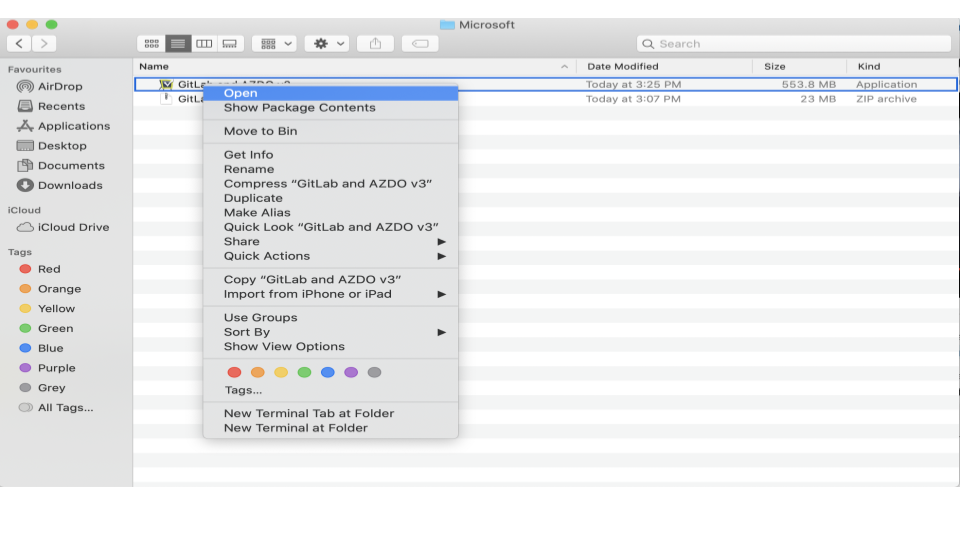 Microsoft
Search
Favourites
AirDrop
Recents
Applications
Desktop
Documents
Downloads
iCloud
iCloud Drive
Tags
Red
Orange
Yellow
Green
Blue
Purple
Grey
All Tags...
Name Date Modified Size Kind
GitLab and AZDO v3 Today at 3:25 PM 553.8 MB Application
Today at 3:07 PM 23 MB ZIP archive
Open
Show Package Contents
Move to Bin
Get Info
Rename
Compress “GitLab and AZDO v3”
Duplicate
Make Alias
Quick Look “GitLab and AZDO v3”
Share
Quick Actions
Copy “GitLab and AZDO v3”
Import from iPhone or iPad
Use Groups
Sort By
Show View Options
Tags...
New Terminal Tab at Folder
New Terminal at Folder